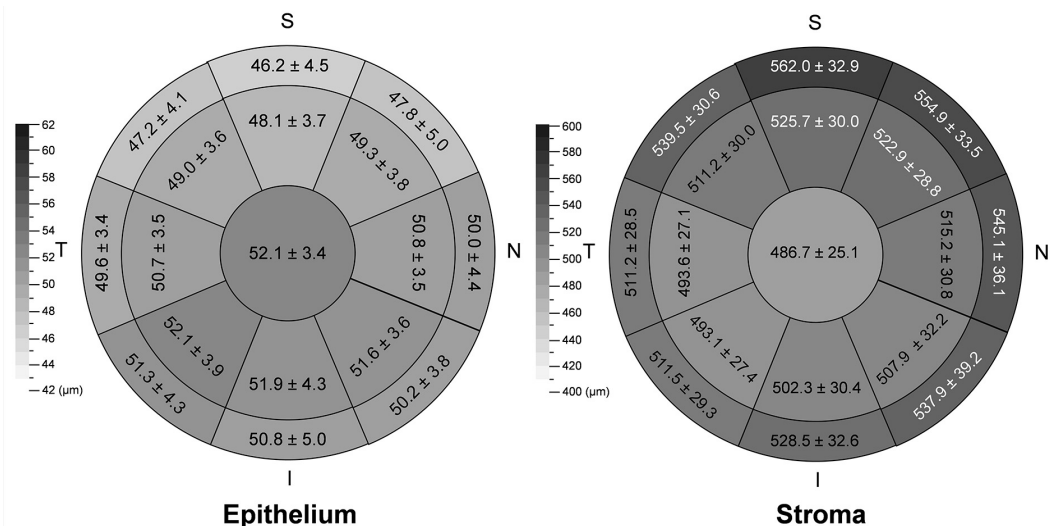 S
46.2 ± 4.5
47.2 ± 4.1
47.8 ± 5.0
48.1 ± 3.7
49.0 ± 3.6
49.3 ± 3.8
62
60
58
56
54
52
50
48
46
44
42 (μm)
T
49.6 ± 3.4
50.7 ± 3.5
52.1 ± 3.4
50.8 ± 3.5
50.0 ± 4.4
N
52.1 ± 3.9
51.9 ± 4.3
51.6 ± 3.6
51.3 ± 4.3
50.8 ± 5.0
50.2 ± 3.8
I
Epithelium
S
562.0 ± 32.9
539.5 ± 30.6
554.9 ± 33.5
525.7 ± 30.0
511.2 ± 30.0
522.9 ± 28.8
600
580
560
540
520
500
480
460
440
420
400 (μm)
T
511.2 ± 28.5
493.6 ± 27.1
486.7 ± 25.1
515.2 ± 30.8
545.1 ± 36.1
N
493.1 ± 27.4
502.3 ± 30.4
507.9 ± 32.2
511.5 ± 29.3
528.5 ± 32.6
537.9 ± 39.2
I
Stroma